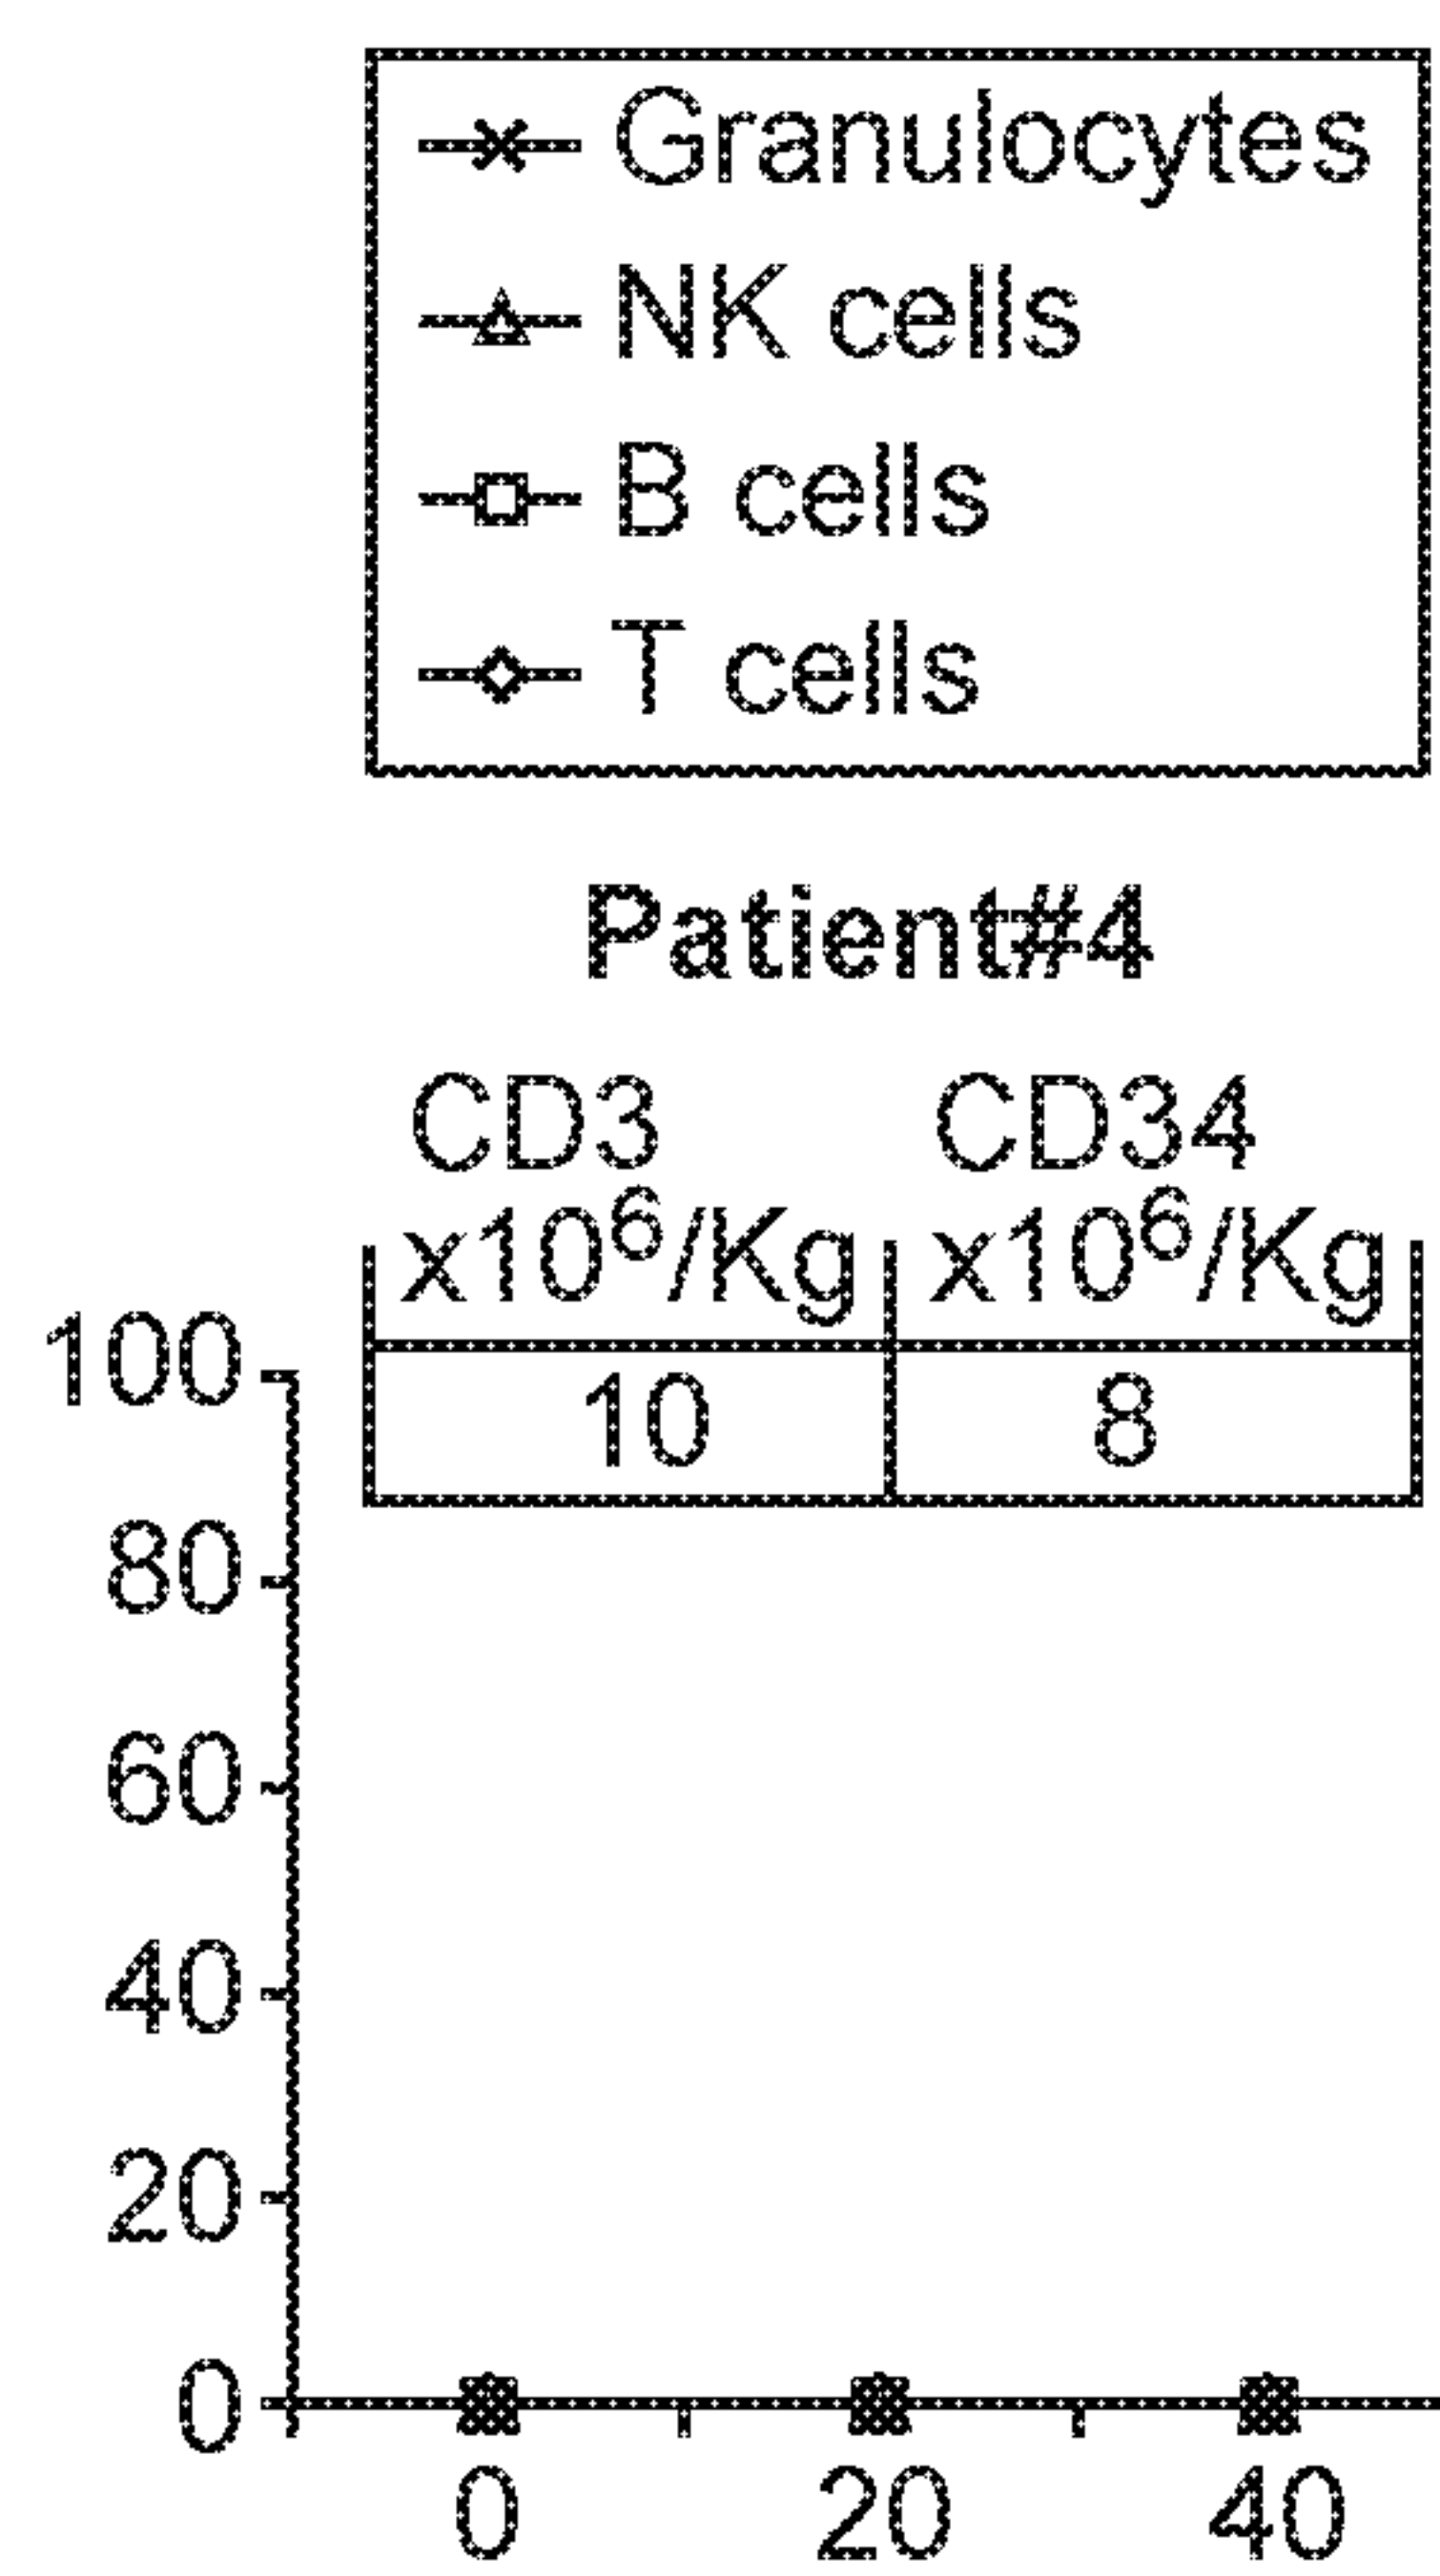 Granulocytes
NK cells
B cells
T cells
Patient#4
CD3 CD34
x10⁶/Kg x10⁶/Kg
10 8
100
80
60
40
20
0
0 20 40